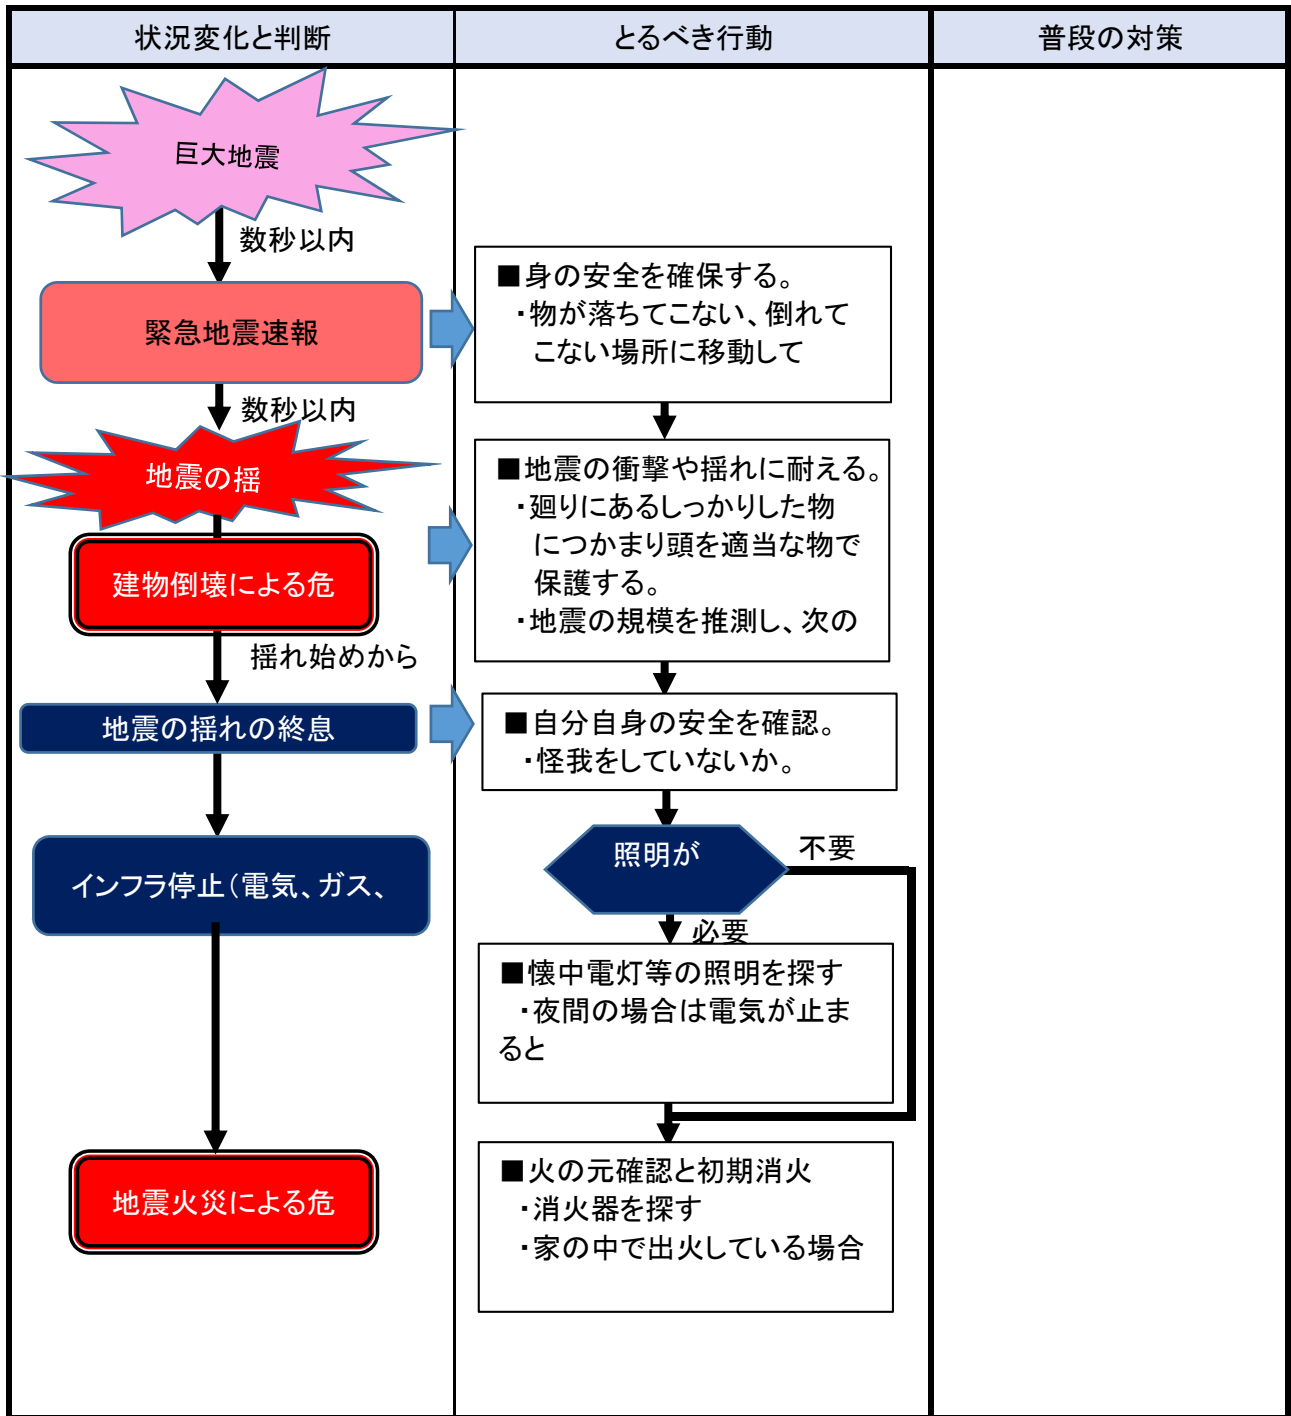 状況変化と判断
とるべき行動
普段の対策
巨大地震
数秒以内
緊急地震速報
数秒以内
地震の揺
建物倒壊による危
揺れ始めから
地震の揺れの終息
インフラ停止（電気、ガス、
地震火災による危
■身の安全を確保する。
・物が落ちてこない、倒れて
こない場所に移動して
■地震の衝撃や揺れに耐える。
・廻りにあるしっかりした物
につかまり頭を適当な物で
保護する。
・地震の規模を推測し、次の
■自分自身の安全を確認。
・怪我をしていないか。
照明が
不要
必要
■懐中電灯等の照明を探す
・夜間の場合は電気が止ま
ると
■火の元確認と初期消火
・消火器を探す
・家の中で出火している場合